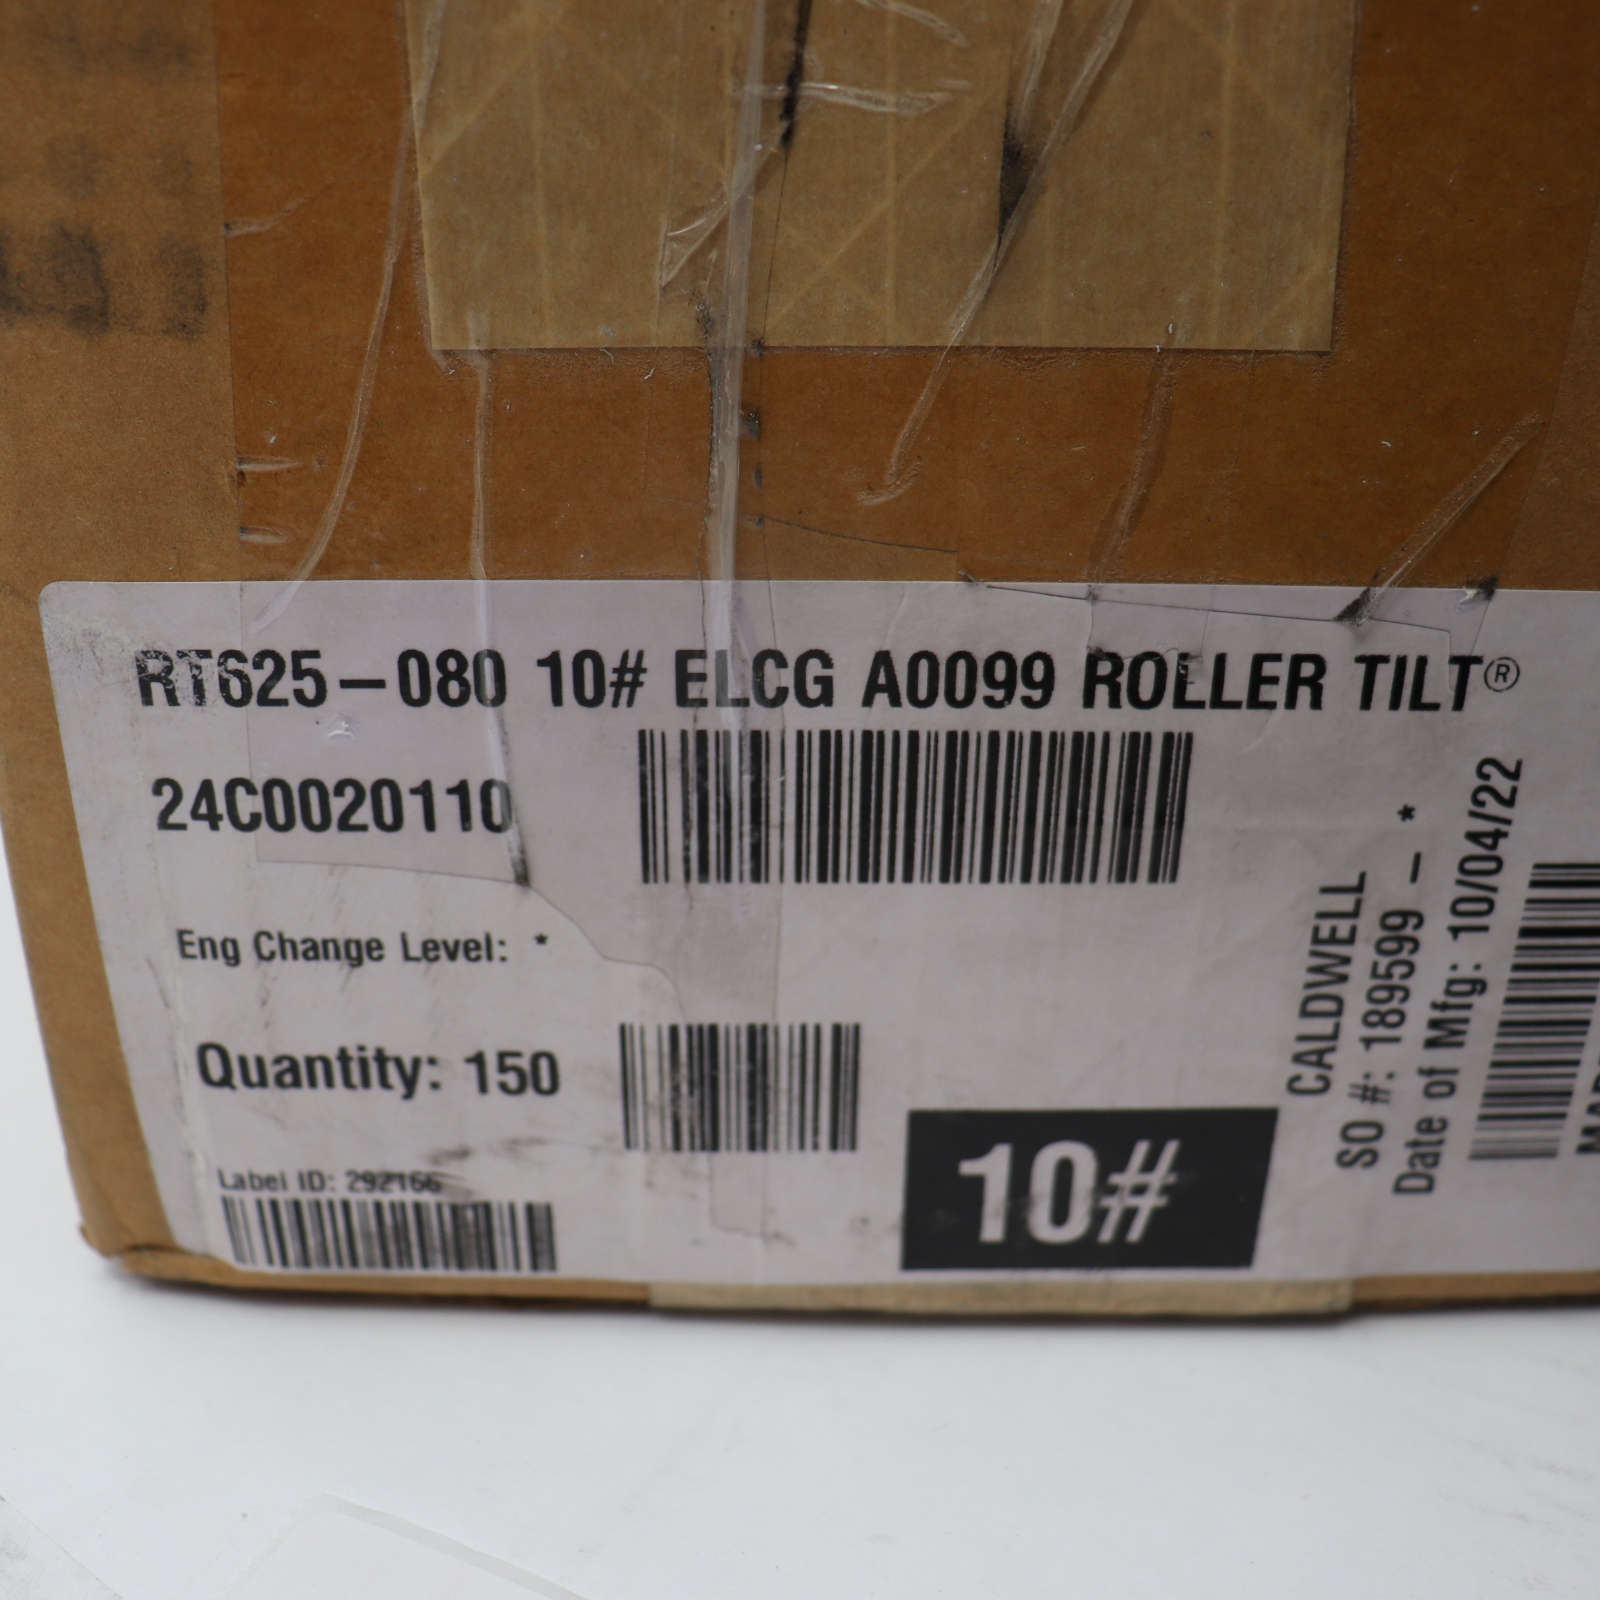 RT625-080 10# ELCG A0099 ROLLER TILT®
24C0020110
Eng Change Level: *
Quantity: 150
Label ID: 292166
10#
CALDWELL
SO #: 189599 - *
Date of Mfg: 10/04/22